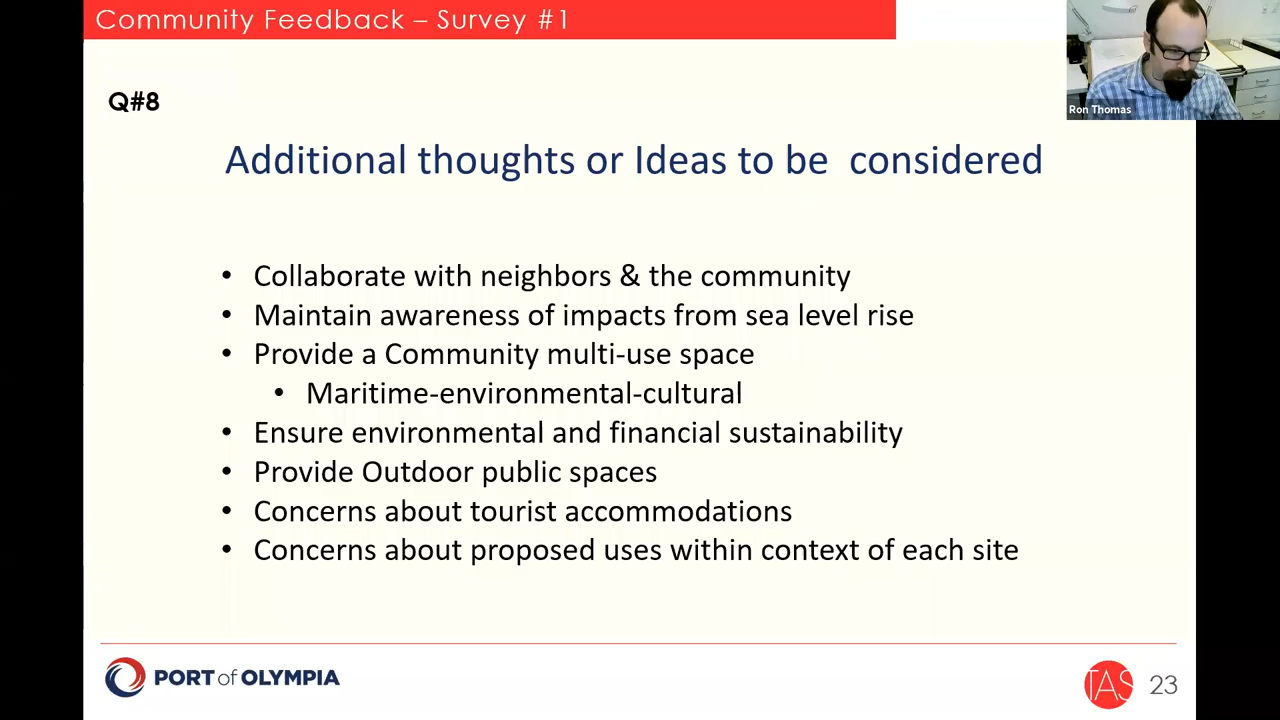 Community Feedback – Survey #1
Ron Thomas
Q#8
Additional thoughts or Ideas to be  considered
• Collaborate with neighbors & the community
• Maintain awareness of impacts from sea level rise
• Provide a Community multi-use space
• Maritime-environmental-cultural
• Ensure environmental and financial sustainability
• Provide Outdoor public spaces
• Concerns about tourist accommodations
• Concerns about proposed uses within context of each site
PORT of OLYMPIA
TAS
23